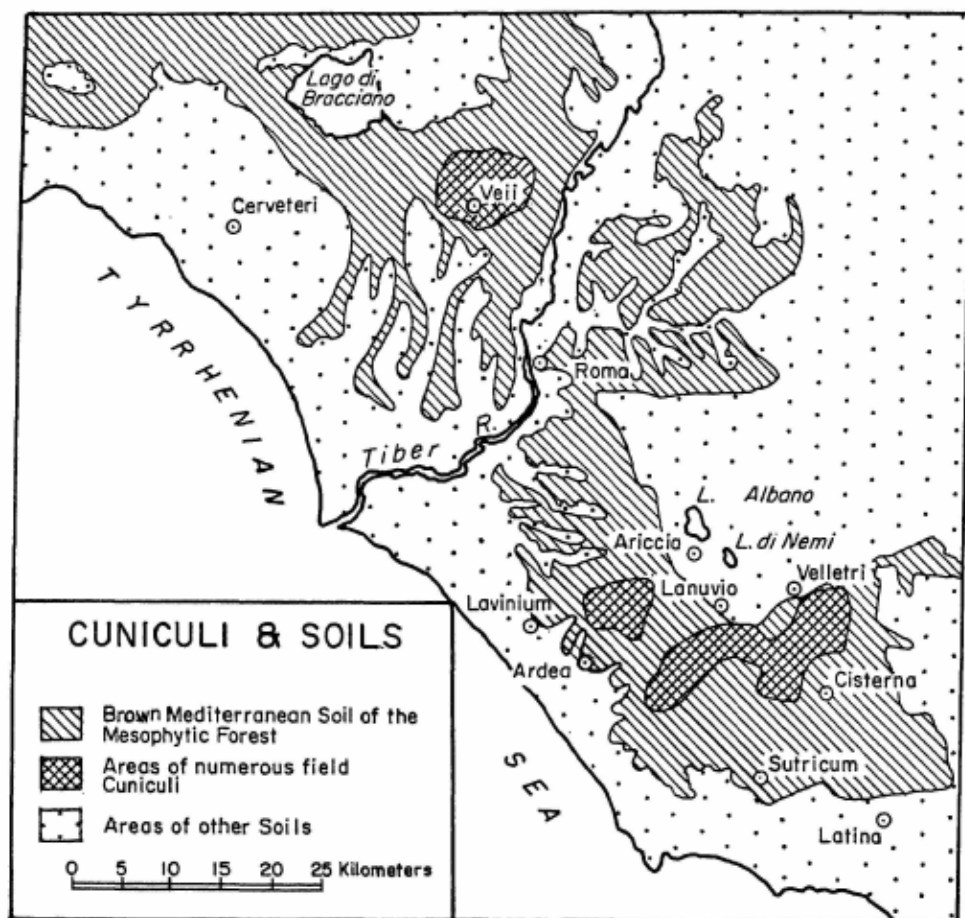 Lago di
Bracciano
Veii
Cerveteri
TYRRHENIAN
Roma
Tiber R.
L. Albano
Ariccia
L. di Nemi
Velletri
Lanuvio
Lavinium
Ardea
Cisterna
SEA
Sutricum
Latina
CUNICULI & SOILS
Brown Mediterranean Soil of the
Mesophytic Forest
Areas of numerous field
Cuniculi
Areas of other Soils
0 5 10 15 20 25 Kilometers